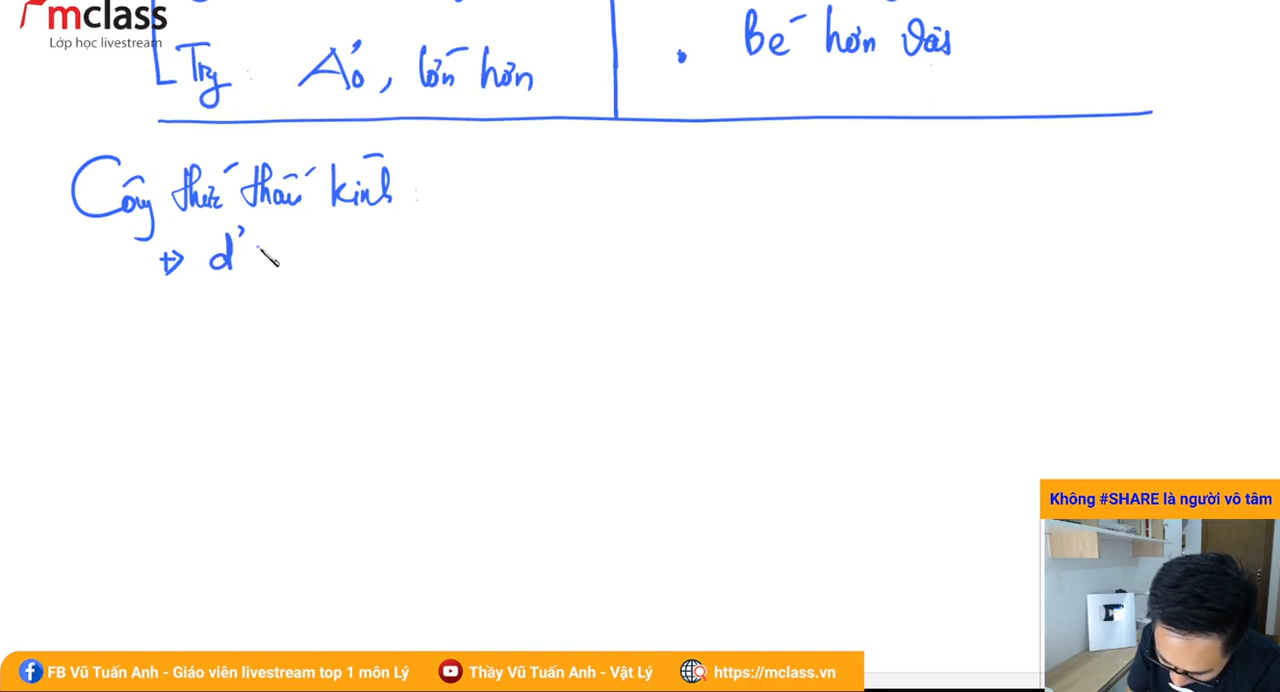 mclass
Lớp học livestream
Try: Ảo, lớn hơn
• Bé hơn vật
Công thức thấu kính:
+> d'
Không #SHARE là người vô tâm
FB Vũ Tuấn Anh - Giáo viên livestream top 1 môn Lý
Thầy Vũ Tuấn Anh - Vật Lý
https://mclass.vn